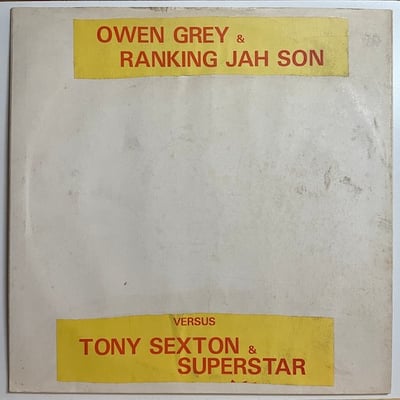 OWEN GREY &
RANKING JAH SON
VERSUS
TONY SEXTON &
SUPERSTAR